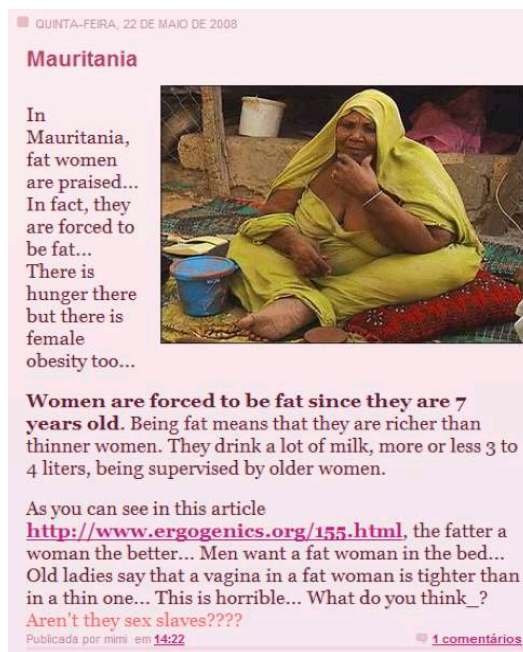 QUINTA-FEIRA, 22 DE MAIO DE 2008
Mauritania
In
Mauritania,
fat women
are praised...
In fact, they
are forced to
be fat...
There is
hunger there
but there is
female
obesity too...
Women are forced to be fat since they are 7
years old. Being fat means that they are richer than
thinner women. They drink a lot of milk, more or less 3 to
4 liters, being supervised by older women.
As you can see in this article
http://www.ergogenics.org/155.html, the fatter a
woman the better... Men want a fat woman in the bed...
Old ladies say that a vagina in a fat woman is tighter than
in a thin one... This is horrible... What do you think_?
Aren't they sex slaves????
Publicada por mimi em 14:22
1 comentários